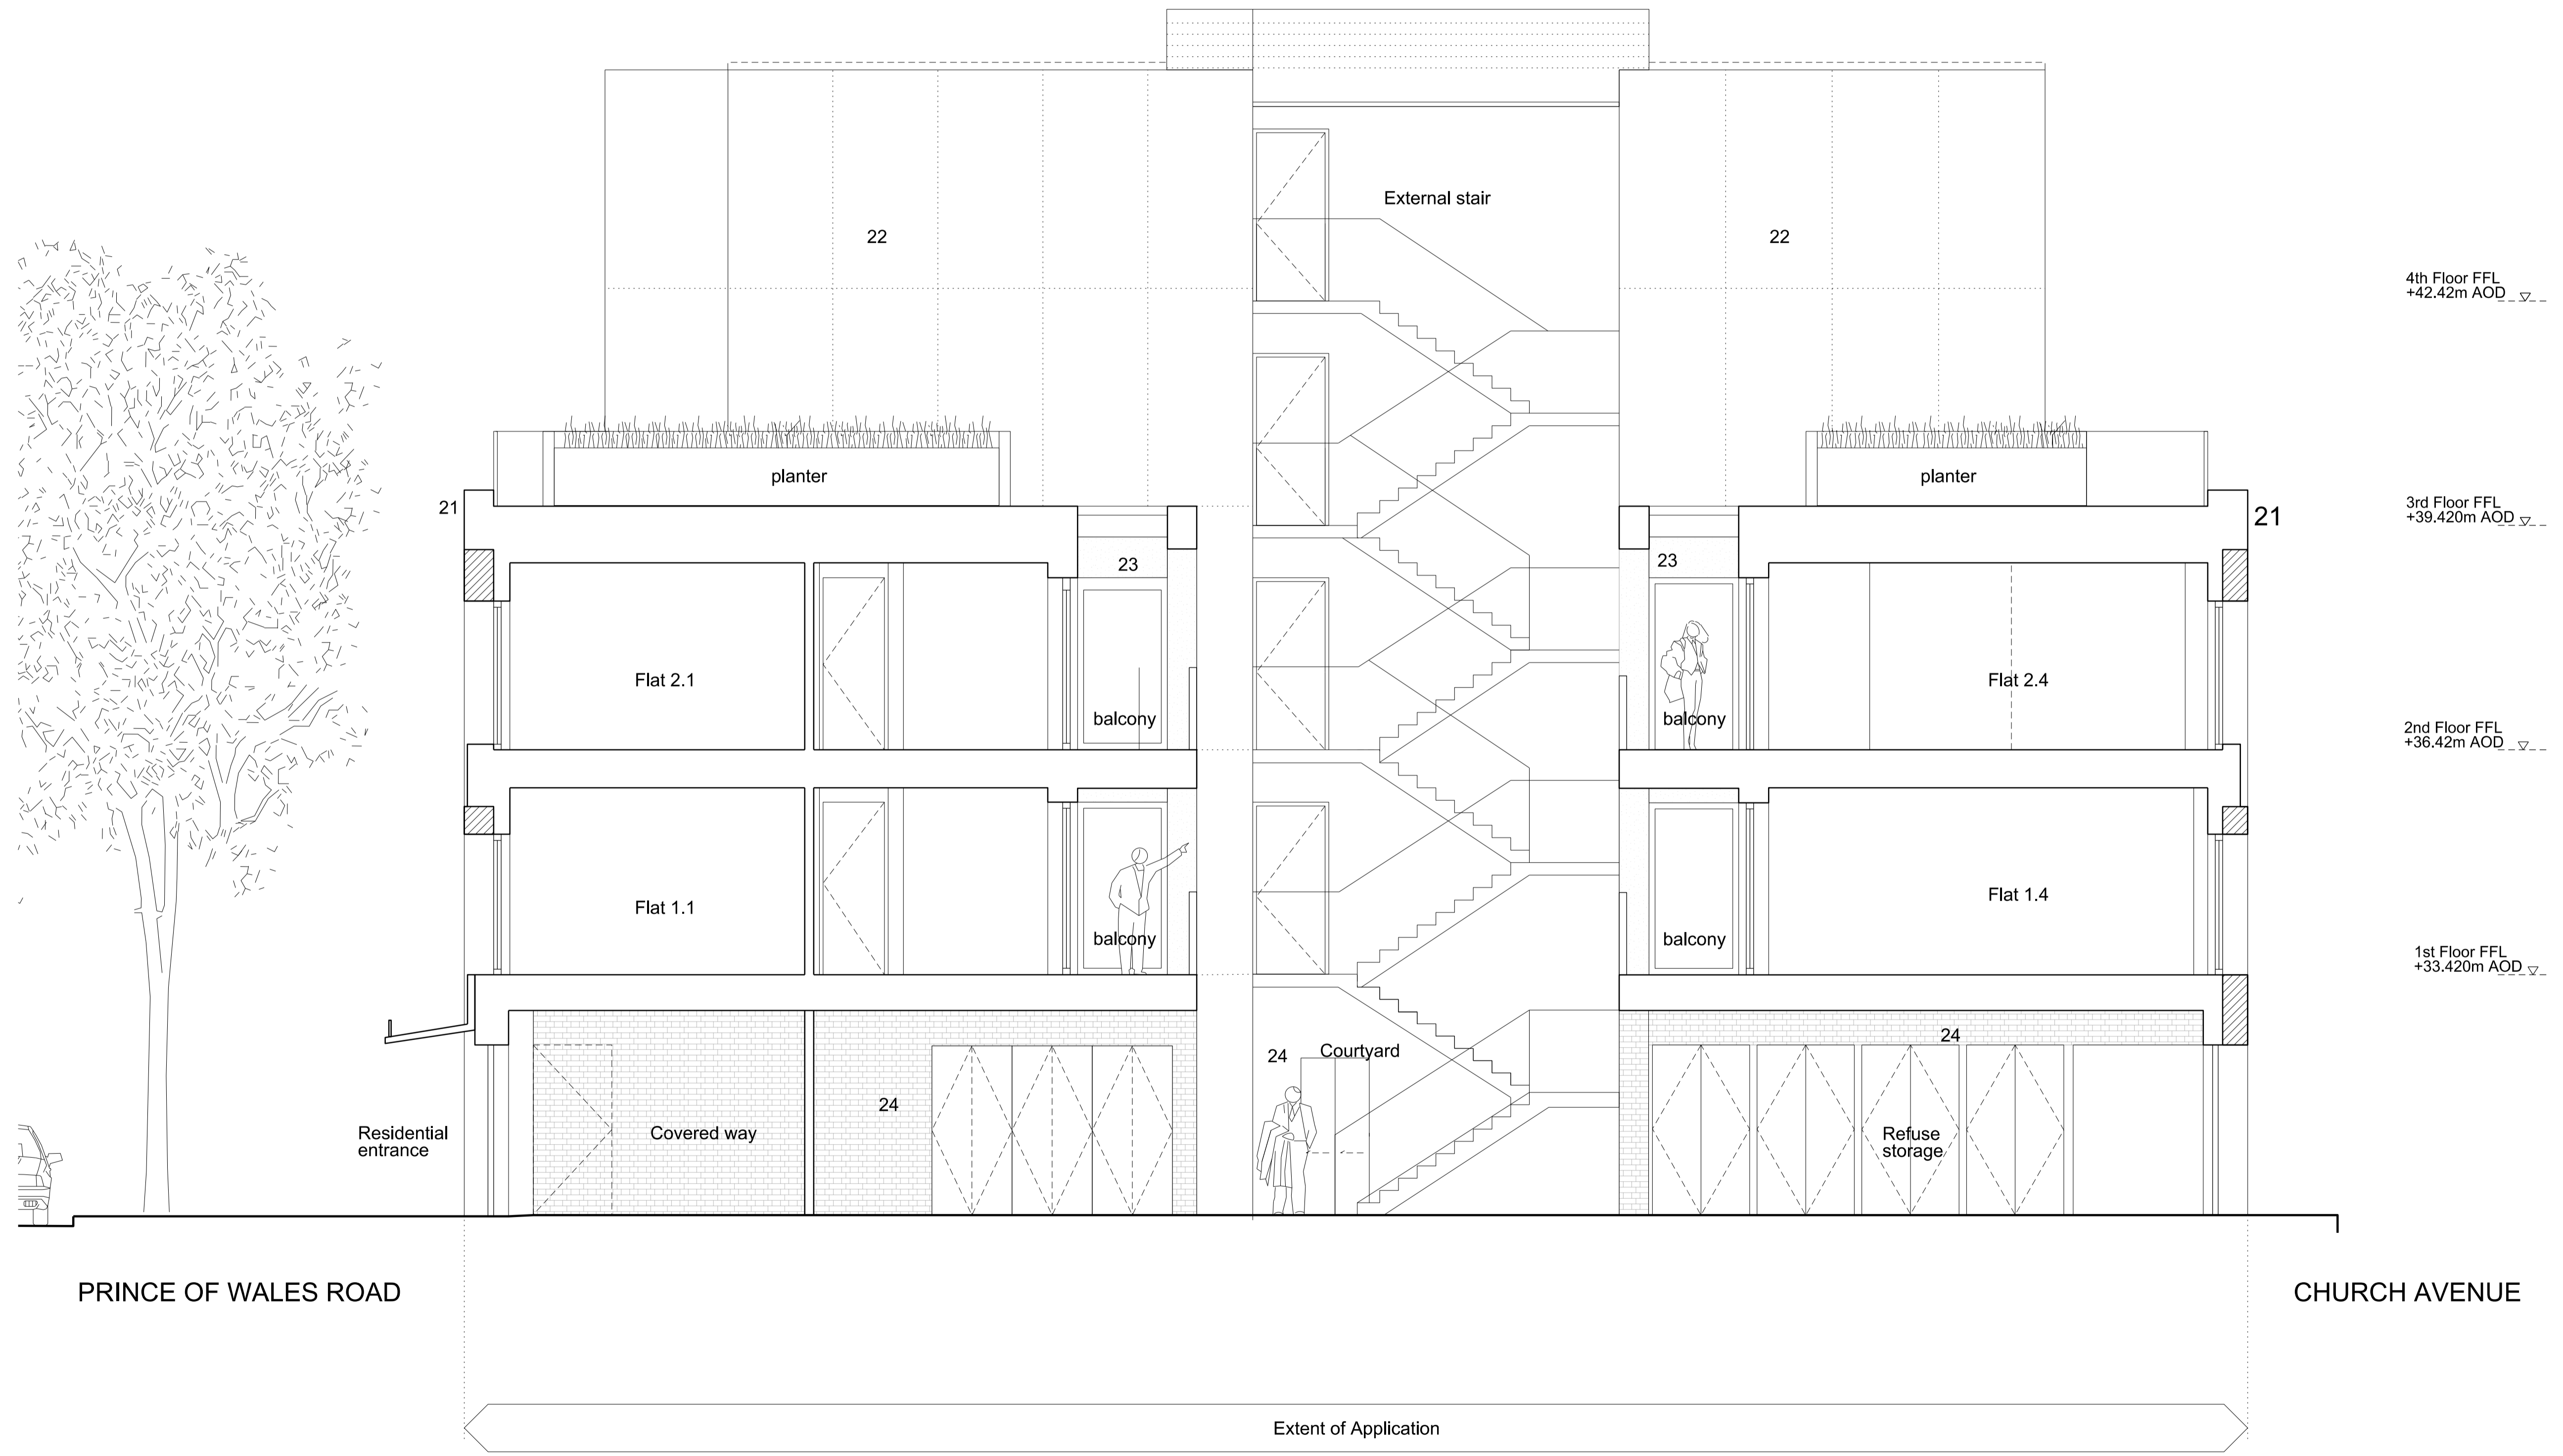 External stair
22
22
4th Floor FFL
+42.42m AOD
planter
planter
21
3rd Floor FFL
+39.420m AOD
21
23
23
Flat 2.1
balcony
balcony
Flat 2.4
2nd Floor FFL
+36.42m AOD
Flat 1.1
balcony
balcony
Flat 1.4
1st Floor FFL
+33.420m AOD
24
Courtyard
24
24
Residential
entrance
Covered way
Refuse
storage
PRINCE OF WALES ROAD
CHURCH AVENUE
Extent of Application